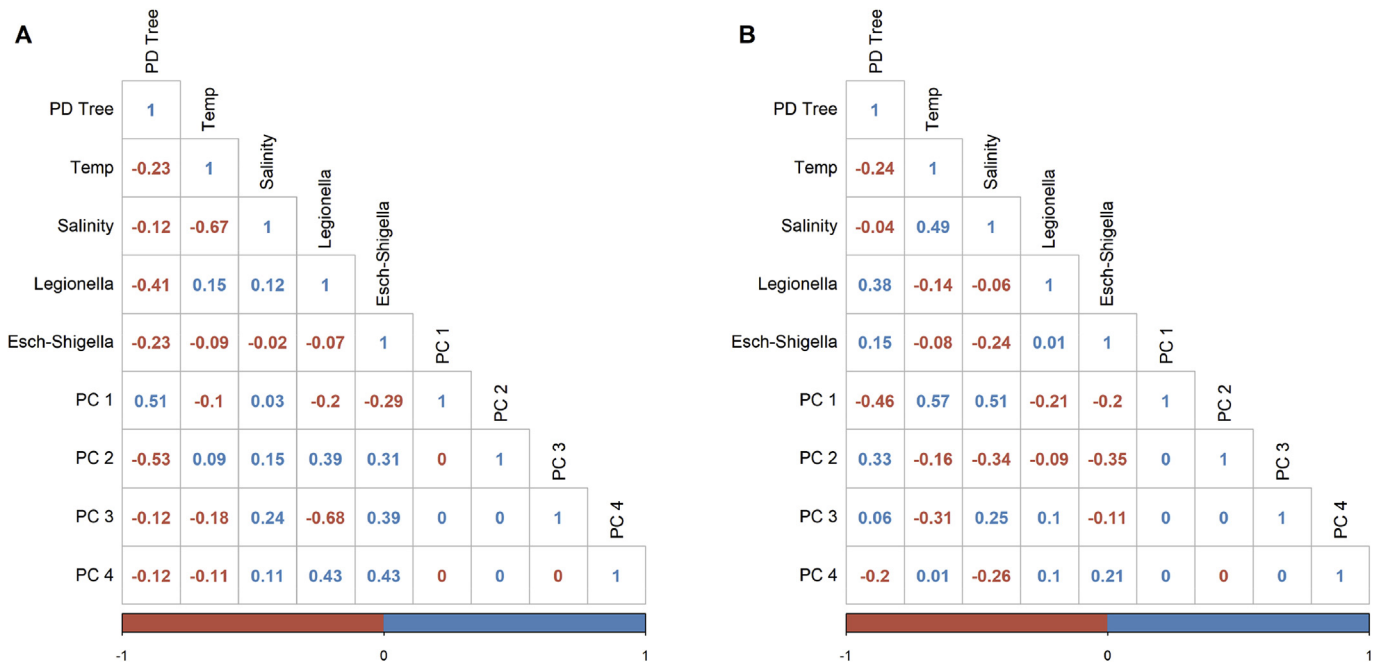 A
PD Tree
PD Tree 1
Temp
Temp -0.23 1
Salinity
Salinity -0.12 -0.67 1
Legionella
Legionella -0.41 0.15 0.12 1
Esch-Shigella
Esch-Shigella -0.23 -0.09 -0.02 -0.07 1
PC 1
PC 1 0.51 -0.1 0.03 -0.2 -0.29 1
PC 2
PC 2 -0.53 0.09 0.15 0.39 0.31 0 1
PC 3
PC 3 -0.12 -0.18 0.24 -0.68 0.39 0 0 1
PC 4
PC 4 -0.12 -0.11 0.11 0.43 0.43 0 0 0 1
-1 0 1
B
PD Tree
PD Tree 1
Temp
Temp -0.24 1
Salinity
Salinity -0.04 0.49 1
Legionella
Legionella 0.38 -0.14 -0.06 1
Esch-Shigella
Esch-Shigella 0.15 -0.08 -0.24 0.01 1
PC 1
PC 1 -0.46 0.57 0.51 -0.21 -0.2 1
PC 2
PC 2 0.33 -0.16 -0.34 -0.09 -0.35 0 1
PC 3
PC 3 0.06 -0.31 0.25 0.1 -0.11 0 0 1
PC 4
PC 4 -0.2 0.01 -0.26 0.1 0.21 0 0 0 1
-1 0 1